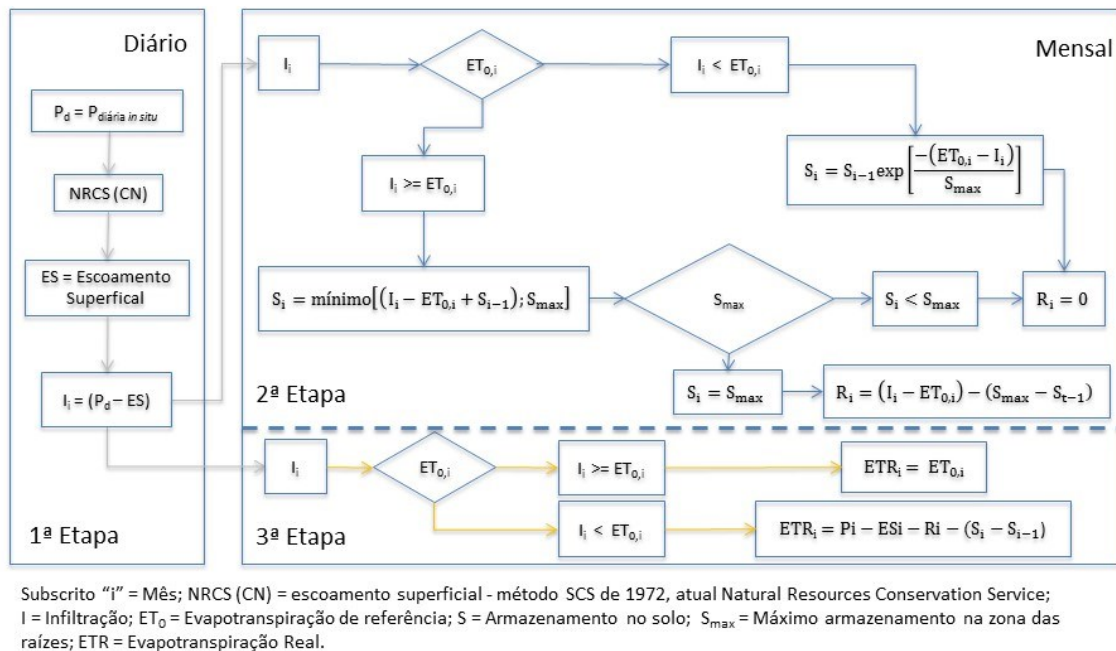 Diário
P_d = P_diária in situ
NRCS (CN)
ES = Escoamento
Superfical
I_i = (P_d – ES)
1ª Etapa
Mensal
I_i
ET_0,i
I_i < ET_0,i
I_i >= ET_0,i
S_i = S_i−1 exp [−(ET_0,i − I_i) / S_max]
S_i = mínimo[(I_i − ET_0,i + S_i−1); S_max]
S_max
S_i < S_max
R_i = 0
S_i = S_max
R_i = (I_i − ET_0,i) − (S_max − S_t−1)
2ª Etapa
I_i
ET_0,i
I_i >= ET_0,i
ETR_i = ET_0,i
I_i < ET_0,i
ETR_i = Pi − ESi − Ri − (S_i − S_i−1)
3ª Etapa
Subscrito “i” = Mês; NRCS (CN) = escoamento superficial - método SCS de 1972, atual Natural Resources Conservation Service;
I = Infiltração; ET_0 = Evapotranspiração de referência; S = Armazenamento no solo; S_max = Máximo armazenamento na zona das
raízes; ETR = Evapotranspiração Real.